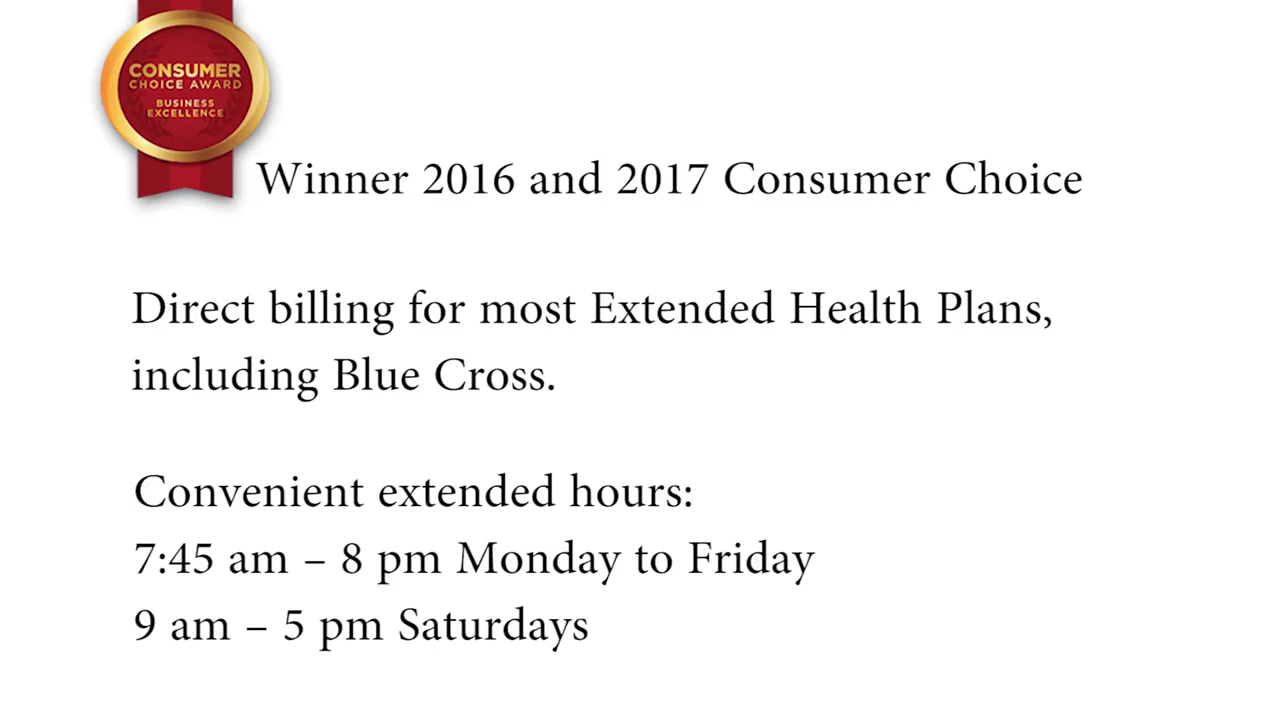 CONSUMER
CHOICE AWARD
BUSINESS
EXCELLENCE
Winner 2016 and 2017 Consumer Choice
Direct billing for most Extended Health Plans,
including Blue Cross.
Convenient extended hours:
7:45 am – 8 pm Monday to Friday
9 am – 5 pm Saturdays